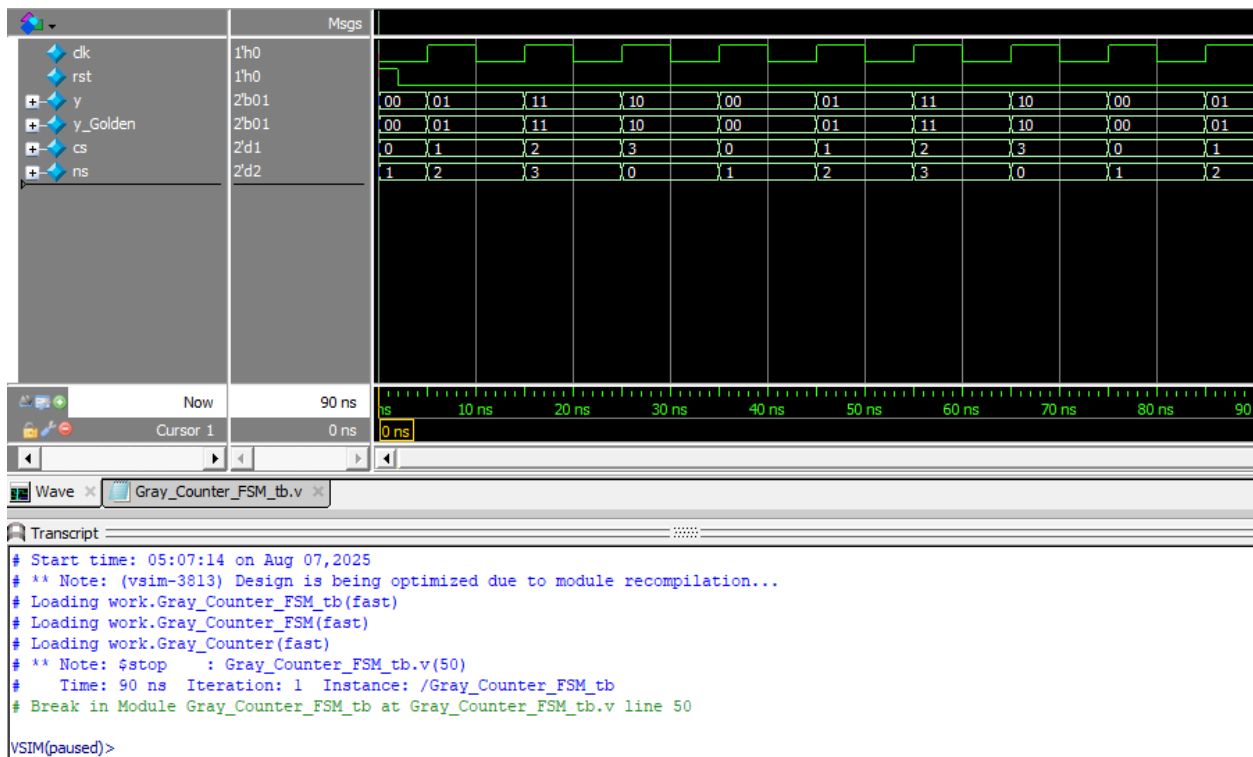 Msgs
clk 1'h0
rst 1'h0
y 2'b01 00 01 11 10 00 01 11 10 00 01
y_Golden 2'b01 00 01 11 10 00 01 11 10 00 01
cs 2'd1 0 1 2 3 0 1 2 3 0 1
ns 2'd2 1 2 3 0 1 2 3 0 1 2
Now 90 ns ns 10 ns 20 ns 30 ns 40 ns 50 ns 60 ns 70 ns 80 ns 90
Cursor 1 0 ns 0 ns
Wave Gray_Counter_FSM_tb.v
Transcript
# Start time: 05:07:14 on Aug 07,2025
# ** Note: (vsim-3813) Design is being optimized due to module recompilation...
# Loading work.Gray_Counter_FSM_tb(fast)
# Loading work.Gray_Counter_FSM(fast)
# Loading work.Gray_Counter(fast)
# ** Note: $stop    : Gray_Counter_FSM_tb.v(50)
#    Time: 90 ns  Iteration: 1  Instance: /Gray_Counter_FSM_tb
# Break in Module Gray_Counter_FSM_tb at Gray_Counter_FSM_tb.v line 50
VSIM(paused)>